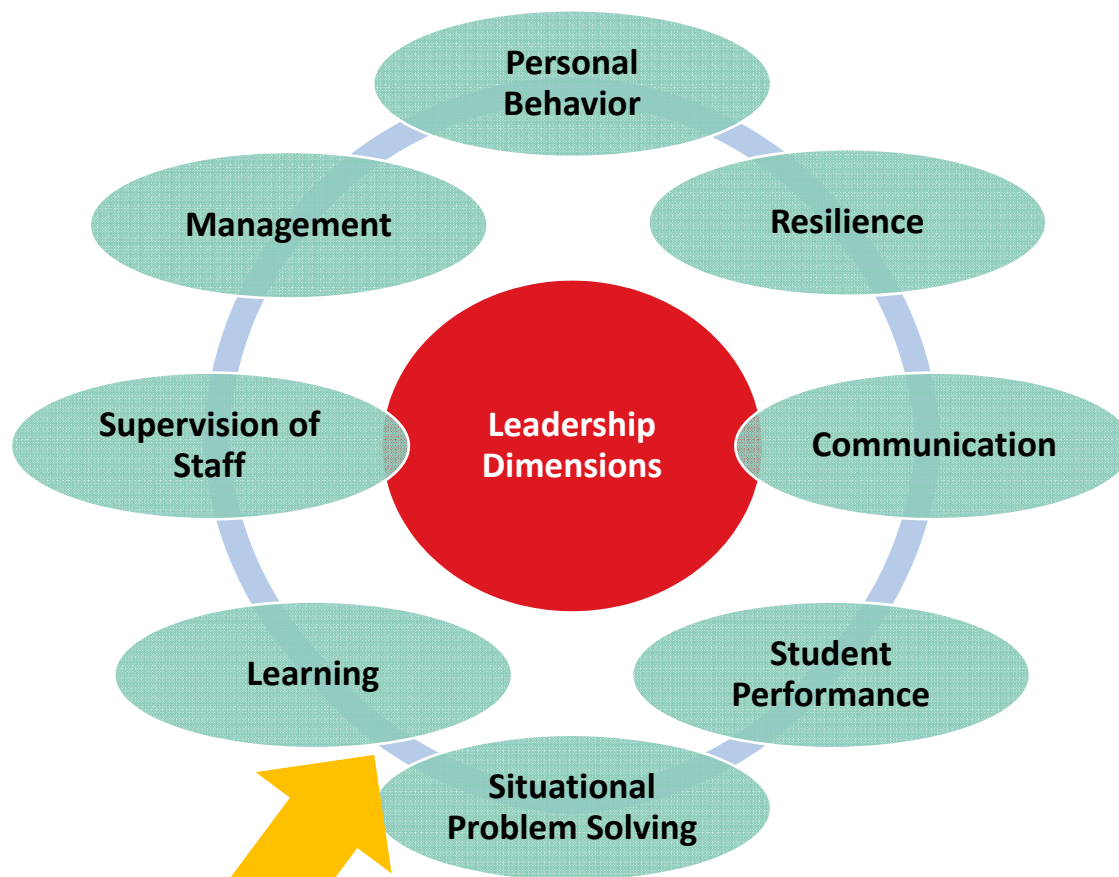 Personal
Behavior
Management
Resilience
Supervision of
Staff
Leadership
Dimensions
Communication
Learning
Student
Performance
Situational
Problem Solving